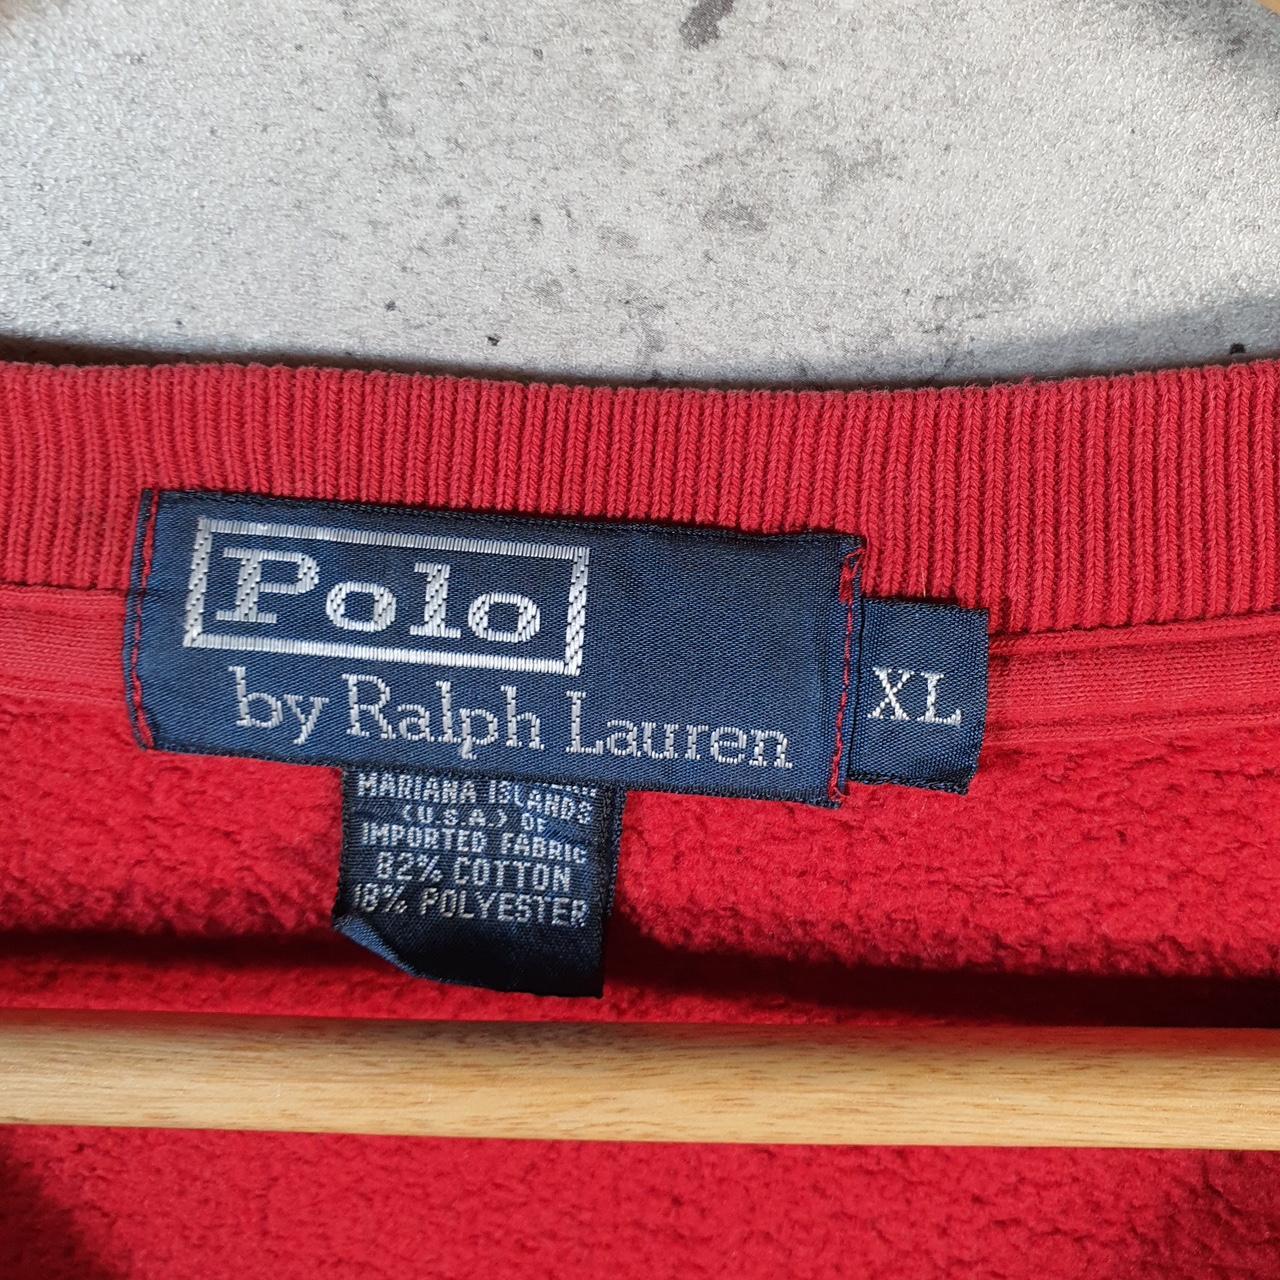 Polo
by Ralph Lauren
XL
MARIANA ISLANDS
(U.S.A.) OF
IMPORTED FABRIC
82% COTTON
18% POLYESTER